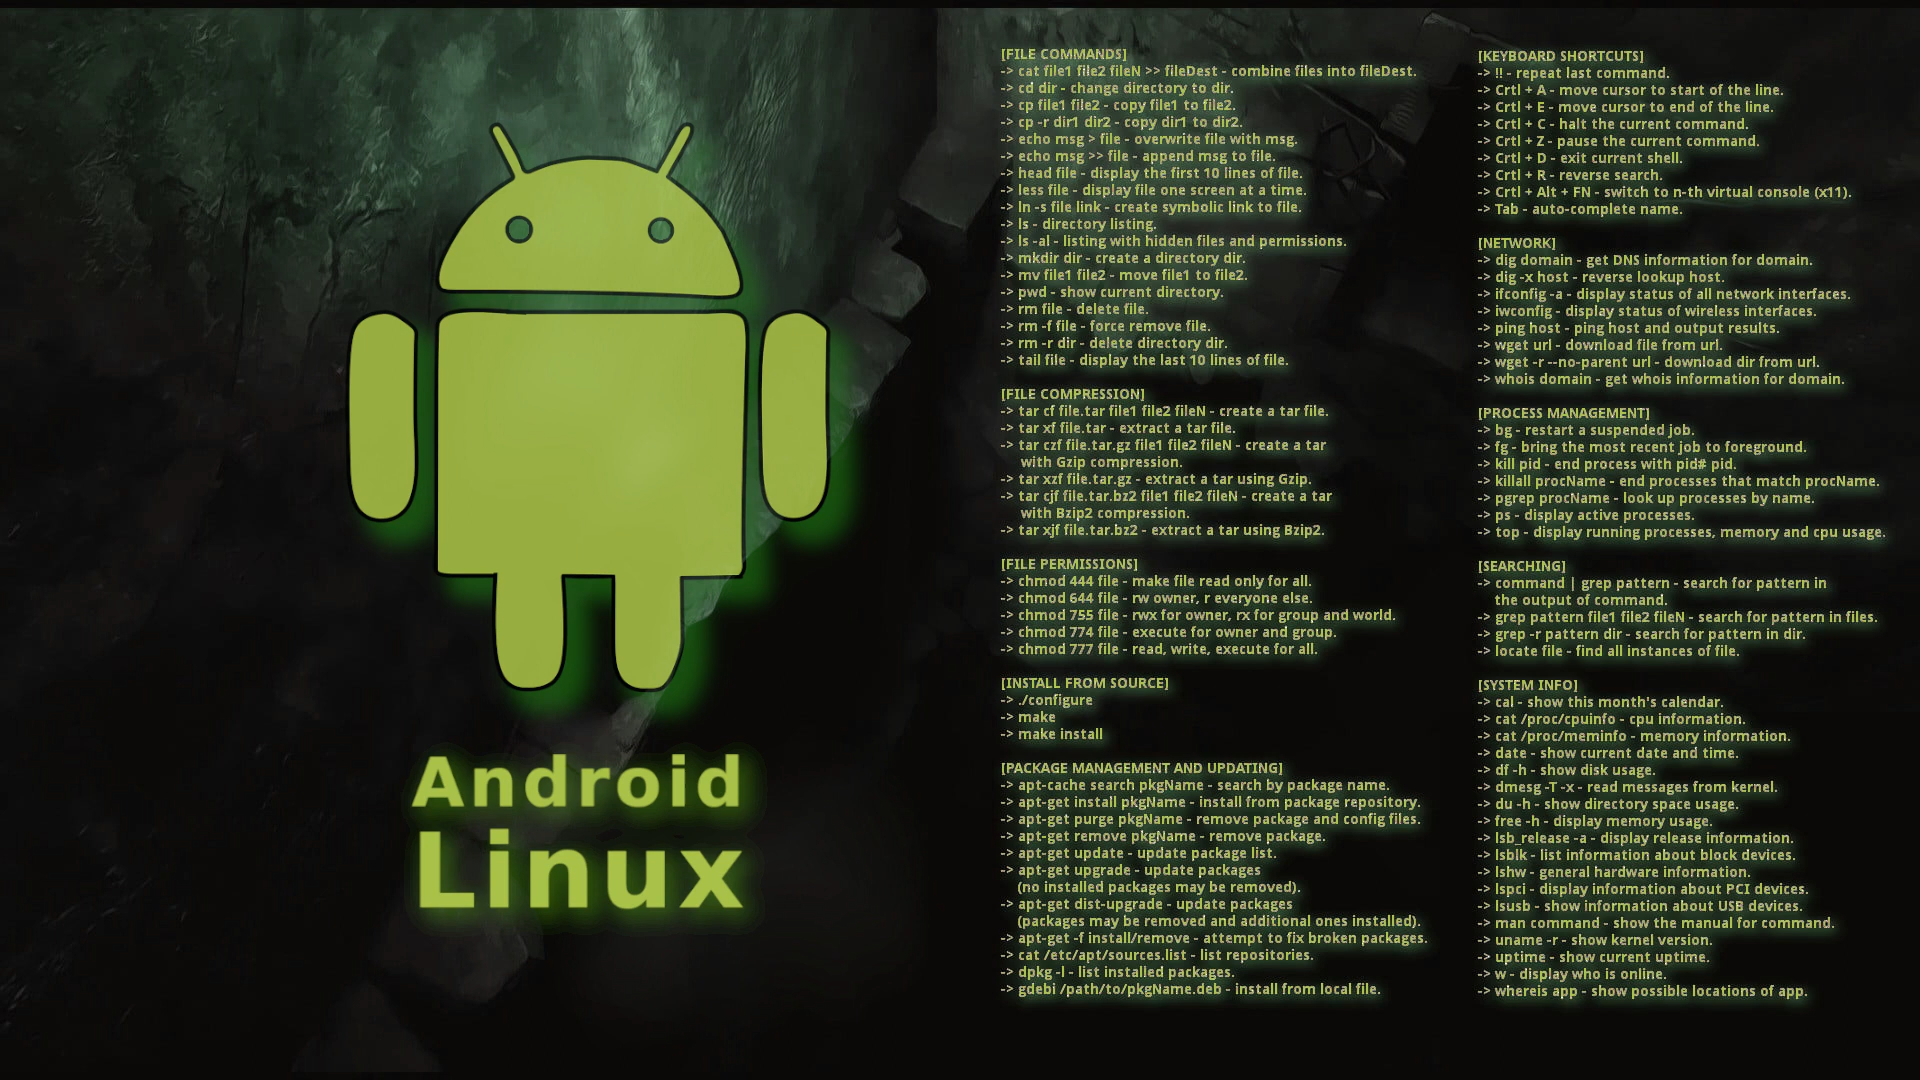 Android
Linux
[FILE COMMANDS]
-> cat file1 file2 fileN >> fileDest - combine files into fileDest.
-> cd dir - change directory to dir.
-> cp file1 file2 - copy file1 to file2.
-> cp -r dir1 dir2 - copy dir1 to dir2.
-> echo msg > file - overwrite file with msg.
-> echo msg >> file - append msg to file.
-> head file - display the first 10 lines of file.
-> less file - display file one screen at a time.
-> ln -s file link - create symbolic link to file.
-> ls - directory listing.
-> ls -al - listing with hidden files and permissions.
-> mkdir dir - create a directory dir.
-> mv file1 file2 - move file1 to file2.
-> pwd - show current directory.
-> rm file - delete file.
-> rm -f file - force remove file.
-> rm -r dir - delete directory dir.
-> tail file - display the last 10 lines of file.
[FILE COMPRESSION]
-> tar cf file.tar file1 file2 fileN - create a tar file.
-> tar xf file.tar - extract a tar file.
-> tar czf file.tar.gz file1 file2 fileN - create a tar
with Gzip compression.
-> tar xzf file.tar.gz - extract a tar using Gzip.
-> tar cjf file.tar.bz2 file1 file2 fileN - create a tar
with Bzip2 compression.
-> tar xjf file.tar.bz2 - extract a tar using Bzip2.
[FILE PERMISSIONS]
-> chmod 444 file - make file read only for all.
-> chmod 644 file - rw owner, r everyone else.
-> chmod 755 file - rwx for owner, rx for group and world.
-> chmod 774 file - execute for owner and group.
-> chmod 777 file - read, write, execute for all.
[INSTALL FROM SOURCE]
-> ./configure
-> make
-> make install
[PACKAGE MANAGEMENT AND UPDATING]
-> apt-cache search pkgName - search by package name.
-> apt-get install pkgName - install from package repository.
-> apt-get purge pkgName - remove package and config files.
-> apt-get remove pkgName - remove package.
-> apt-get update - update package list.
-> apt-get upgrade - update packages
(no installed packages may be removed).
-> apt-get dist-upgrade - update packages
(packages may be removed and additional ones installed).
-> apt-get -f install/remove - attempt to fix broken packages.
-> cat /etc/apt/sources.list - list repositories.
-> dpkg -l - list installed packages.
-> gdebi /path/to/pkgName.deb - install from local file.
[KEYBOARD SHORTCUTS]
-> !! - repeat last command.
-> Crtl + A - move cursor to start of the line.
-> Crtl + E - move cursor to end of the line.
-> Crtl + C - halt the current command.
-> Crtl + Z - pause the current command.
-> Crtl + D - exit current shell.
-> Crtl + R - reverse search.
-> Crtl + Alt + FN - switch to n-th virtual console (x11).
-> Tab - auto-complete name.
[NETWORK]
-> dig domain - get DNS information for domain.
-> dig -x host - reverse lookup host.
-> ifconfig -a - display status of all network interfaces.
-> iwconfig - display status of wireless interfaces.
-> ping host - ping host and output results.
-> wget url - download file from url.
-> wget -r --no-parent url - download dir from url.
-> whois domain - get whois information for domain.
[PROCESS MANAGEMENT]
-> bg - restart a suspended job.
-> fg - bring the most recent job to foreground.
-> kill pid - end process with pid# pid.
-> killall procName - end processes that match procName.
-> pgrep procName - look up processes by name.
-> ps - display active processes.
-> top - display running processes, memory and cpu usage.
[SEARCHING]
-> command | grep pattern - search for pattern in
the output of command.
-> grep pattern file1 file2 fileN - search for pattern in files.
-> grep -r pattern dir - search for pattern in dir.
-> locate file - find all instances of file.
[SYSTEM INFO]
-> cal - show this month's calendar.
-> cat /proc/cpuinfo - cpu information.
-> cat /proc/meminfo - memory information.
-> date - show current date and time.
-> df -h - show disk usage.
-> dmesg -T -x - read messages from kernel.
-> du -h - show directory space usage.
-> free -h - display memory usage.
-> lsb_release -a - display release information.
-> lsblk - list information about block devices.
-> lshw - general hardware information.
-> lspci - display information about PCI devices.
-> lsusb - show information about USB devices.
-> man command - show the manual for command.
-> uname -r - show kernel version.
-> uptime - show current uptime.
-> w - display who is online.
-> whereis app - show possible locations of app.